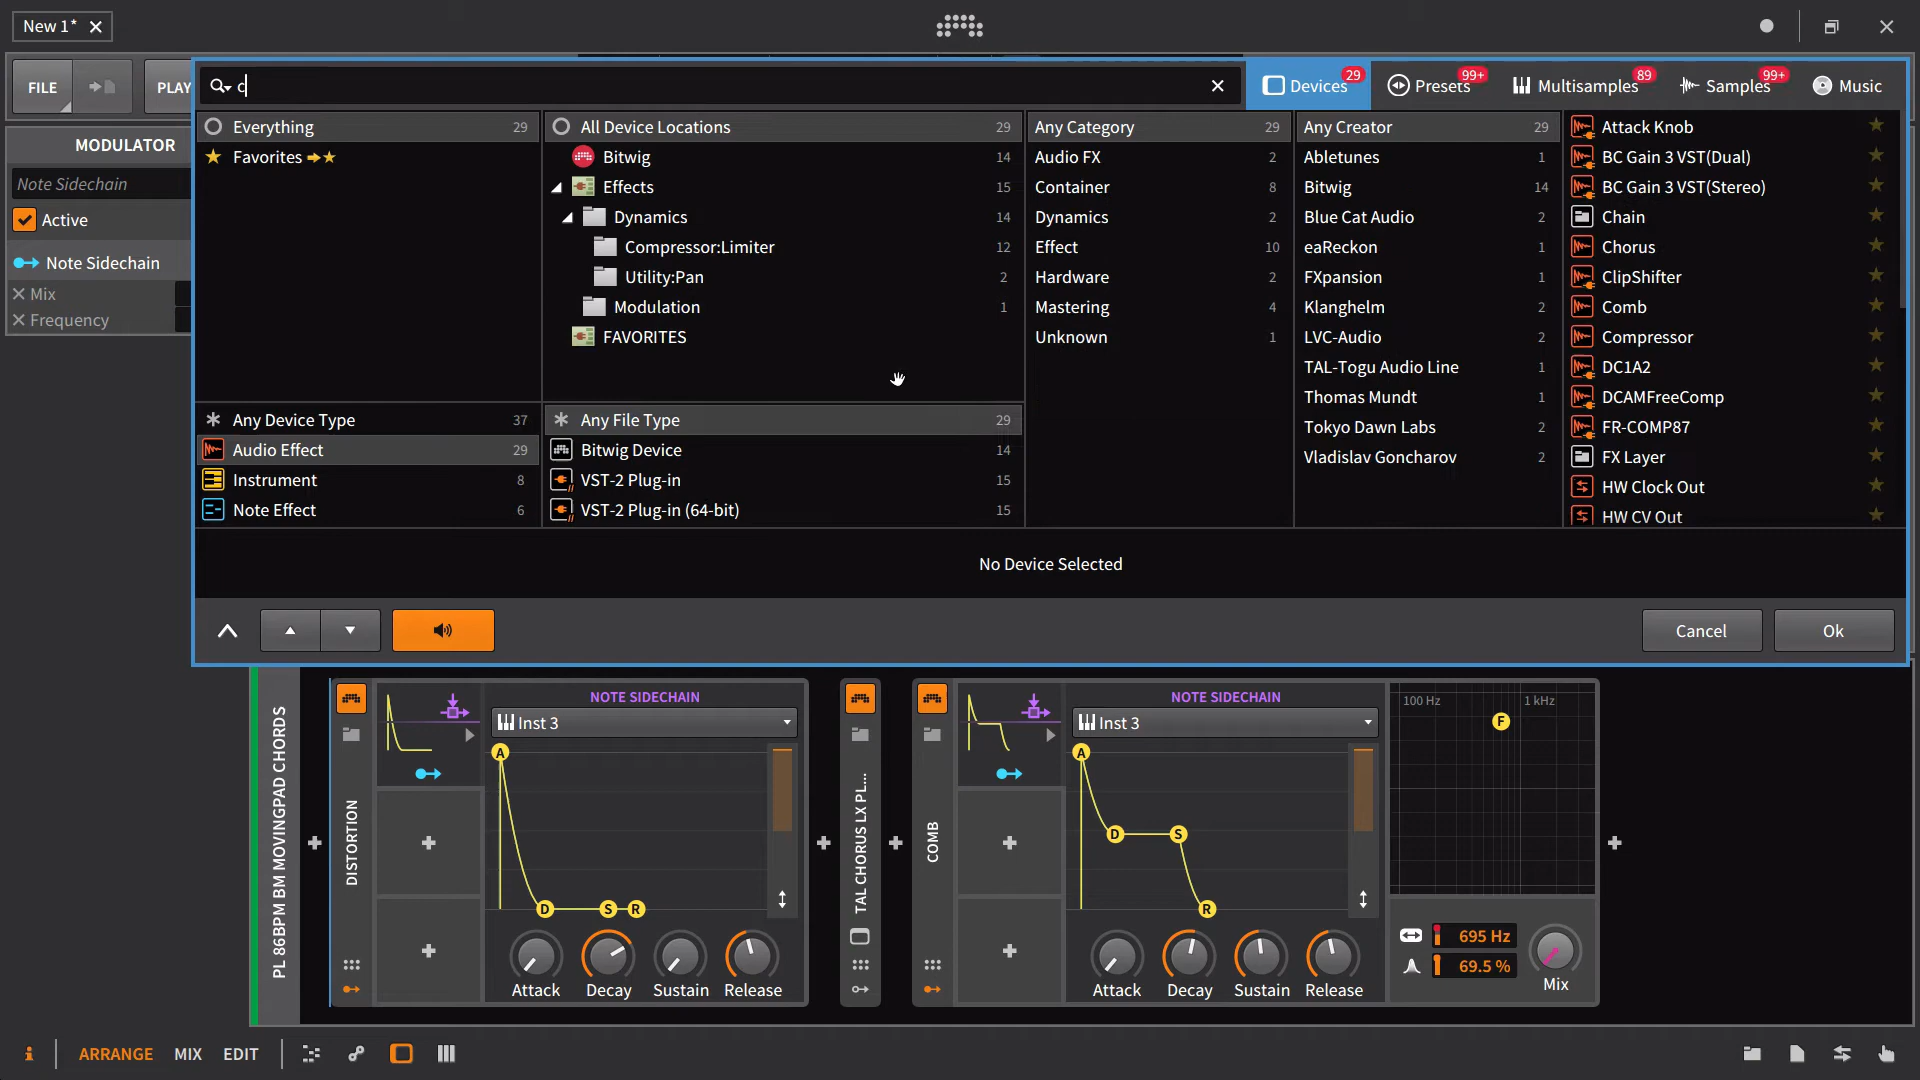 New 1*
FILE
PLAY
c
Devices 29
Presets 99+
Multisamples 89
Samples 99+
Music
MODULATOR
Note Sidechain
Active
Note Sidechain
Mix
Frequency
Everything 29
Favorites
Any Device Type 37
Audio Effect 29
Instrument 8
Note Effect 6
All Device Locations 29
Bitwig 14
Effects 15
Dynamics 14
Compressor:Limiter 12
Utility:Pan 2
Modulation 1
FAVORITES
Any File Type 29
Bitwig Device 14
VST-2 Plug-in 15
VST-2 Plug-in (64-bit) 15
Any Category 29
Audio FX 2
Container 8
Dynamics 2
Effect 10
Hardware 2
Mastering 4
Unknown 1
Any Creator 29
Abletunes 1
Bitwig 14
Blue Cat Audio 2
eaReckon 1
FXpansion 1
Klanghelm 2
LVC-Audio 2
TAL-Togu Audio Line 1
Thomas Mundt 1
Tokyo Dawn Labs 2
Vladislav Goncharov 2
Attack Knob
BC Gain 3 VST(Dual)
BC Gain 3 VST(Stereo)
Chain
Chorus
ClipShifter
Comb
Compressor
DC1A2
DCAMFreeComp
FR-COMP87
FX Layer
HW Clock Out
HW CV Out
No Device Selected
Cancel
Ok
PL 86BPM BM MOVINGPAD CHORDS
DISTORTION
NOTE SIDECHAIN
Inst 3
A
D
S
R
Attack
Decay
Sustain
Release
TAL CHORUS LX PL...
COMB
NOTE SIDECHAIN
Inst 3
A
D
S
R
Attack
Decay
Sustain
Release
100 Hz
1 kHz
F
695 Hz
69.5 %
Mix
i
ARRANGE
MIX
EDIT